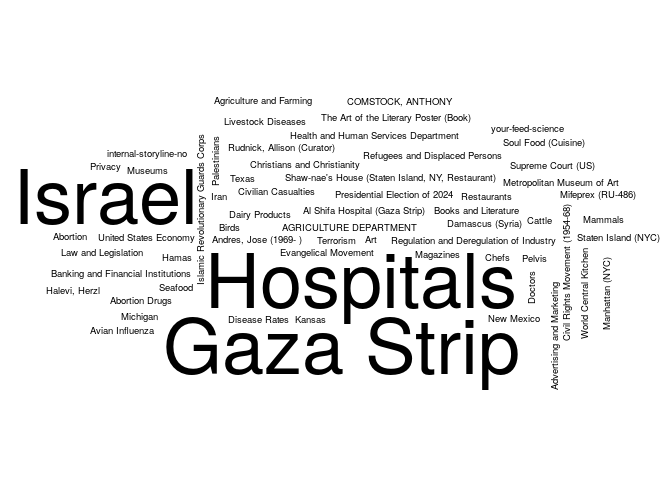 Agriculture and Farming
COMSTOCK, ANTHONY
Livestock Diseases
The Art of the Literary Poster (Book)
your-feed-science
Health and Human Services Department
Soul Food (Cuisine)
Islamic Revolutionary Guards Corps
Palestinians
Rudnick, Allison (Curator)
internal-storyline-no
Refugees and Displaced Persons
Privacy
Museums
Christians and Christianity
Supreme Court (US)
Texas
Shaw-nae's House (Staten Island, NY, Restaurant)
Metropolitan Museum of Art
Israel
Iran
Civilian Casualties
Presidential Election of 2024
Restaurants
Mifeprex (RU-486)
Dairy Products
Al Shifa Hospital (Gaza Strip)
Books and Literature
Birds
AGRICULTURE DEPARTMENT
Damascus (Syria)
Cattle
Civil Rights Movement (1954-68)
Mammals
Abortion
United States Economy
Andres, Jose (1969- )
Terrorism
Art
Regulation and Deregulation of Industry
Staten Island (NYC)
Law and Legislation
Hamas
Evangelical Movement
Magazines
Chefs
Pelvis
Banking and Financial Institutions
Hospitals
Doctors
World Central Kitchen
Manhattan (NYC)
Halevi, Herzl
Seafood
Abortion Drugs
Advertising and Marketing
Michigan
Disease Rates
Kansas
New Mexico
Avian Influenza
Gaza Strip